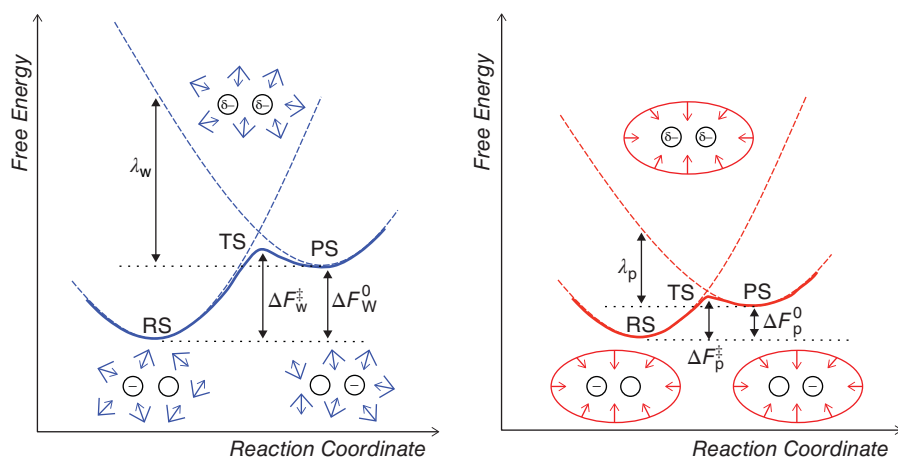 Free Energy
δ– δ–
λw
TS
PS
ΔF‡w
ΔF0W
RS
–
–
Reaction Coordinate
Free Energy
δ– δ–
λp
TS
PS
ΔF0p
RS
ΔF‡p
–
–
Reaction Coordinate